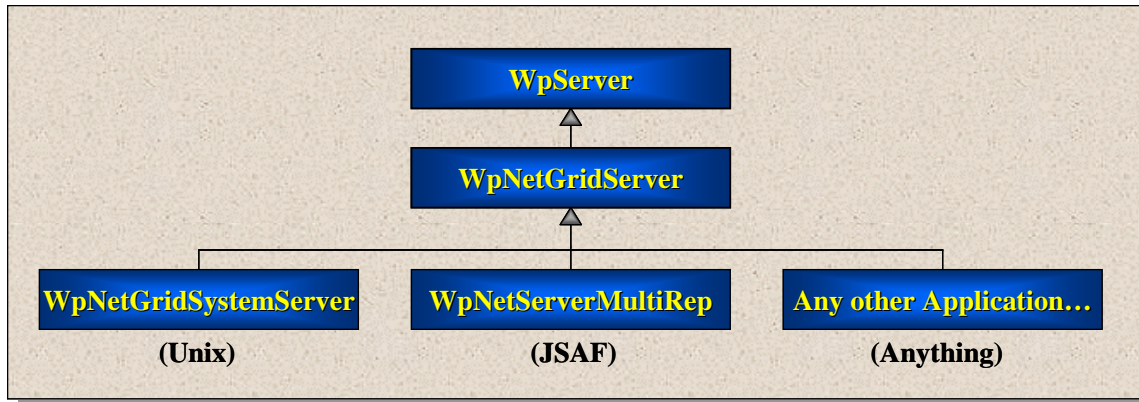 WpServer
WpNetGridServer
WpNetGridSystemServer
WpNetServerMultiRep
Any other Application…
(Unix)
(JSAF)
(Anything)